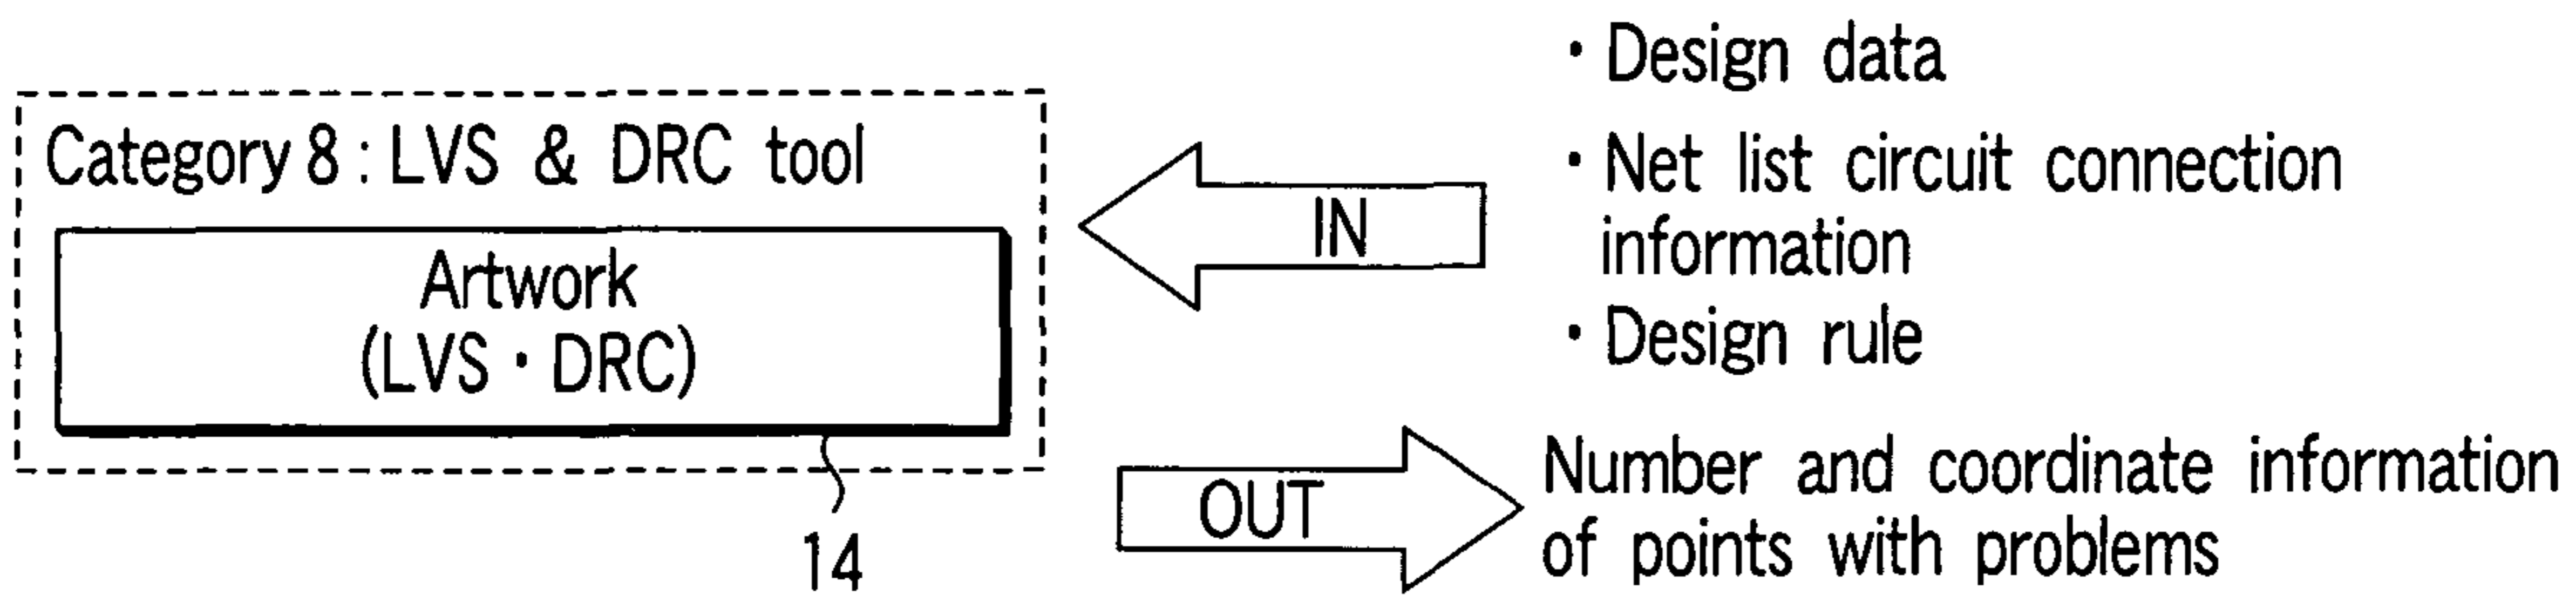 Category 8 : LVS & DRC tool
Artwork
(LVS・DRC)
14
IN
・Design data
・Net list circuit connection
information
・Design rule
OUT
Number and coordinate information
of points with problems